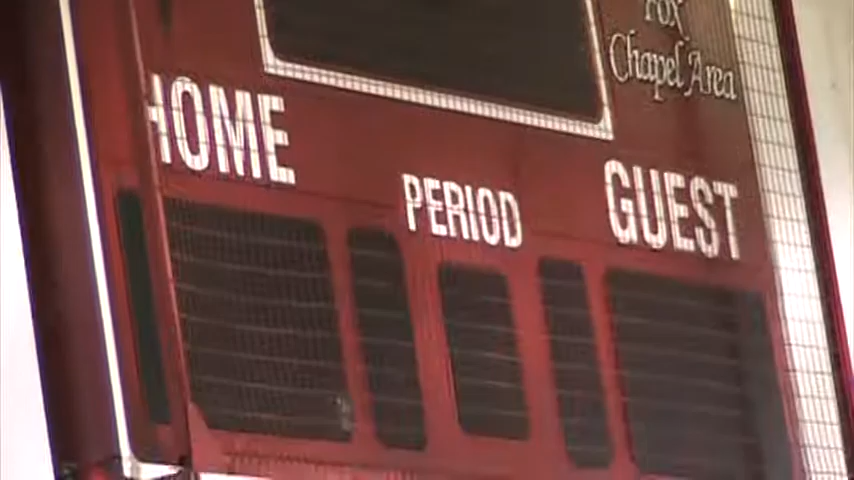 Fox
Chapel Area
HOME
PERIOD
GUEST